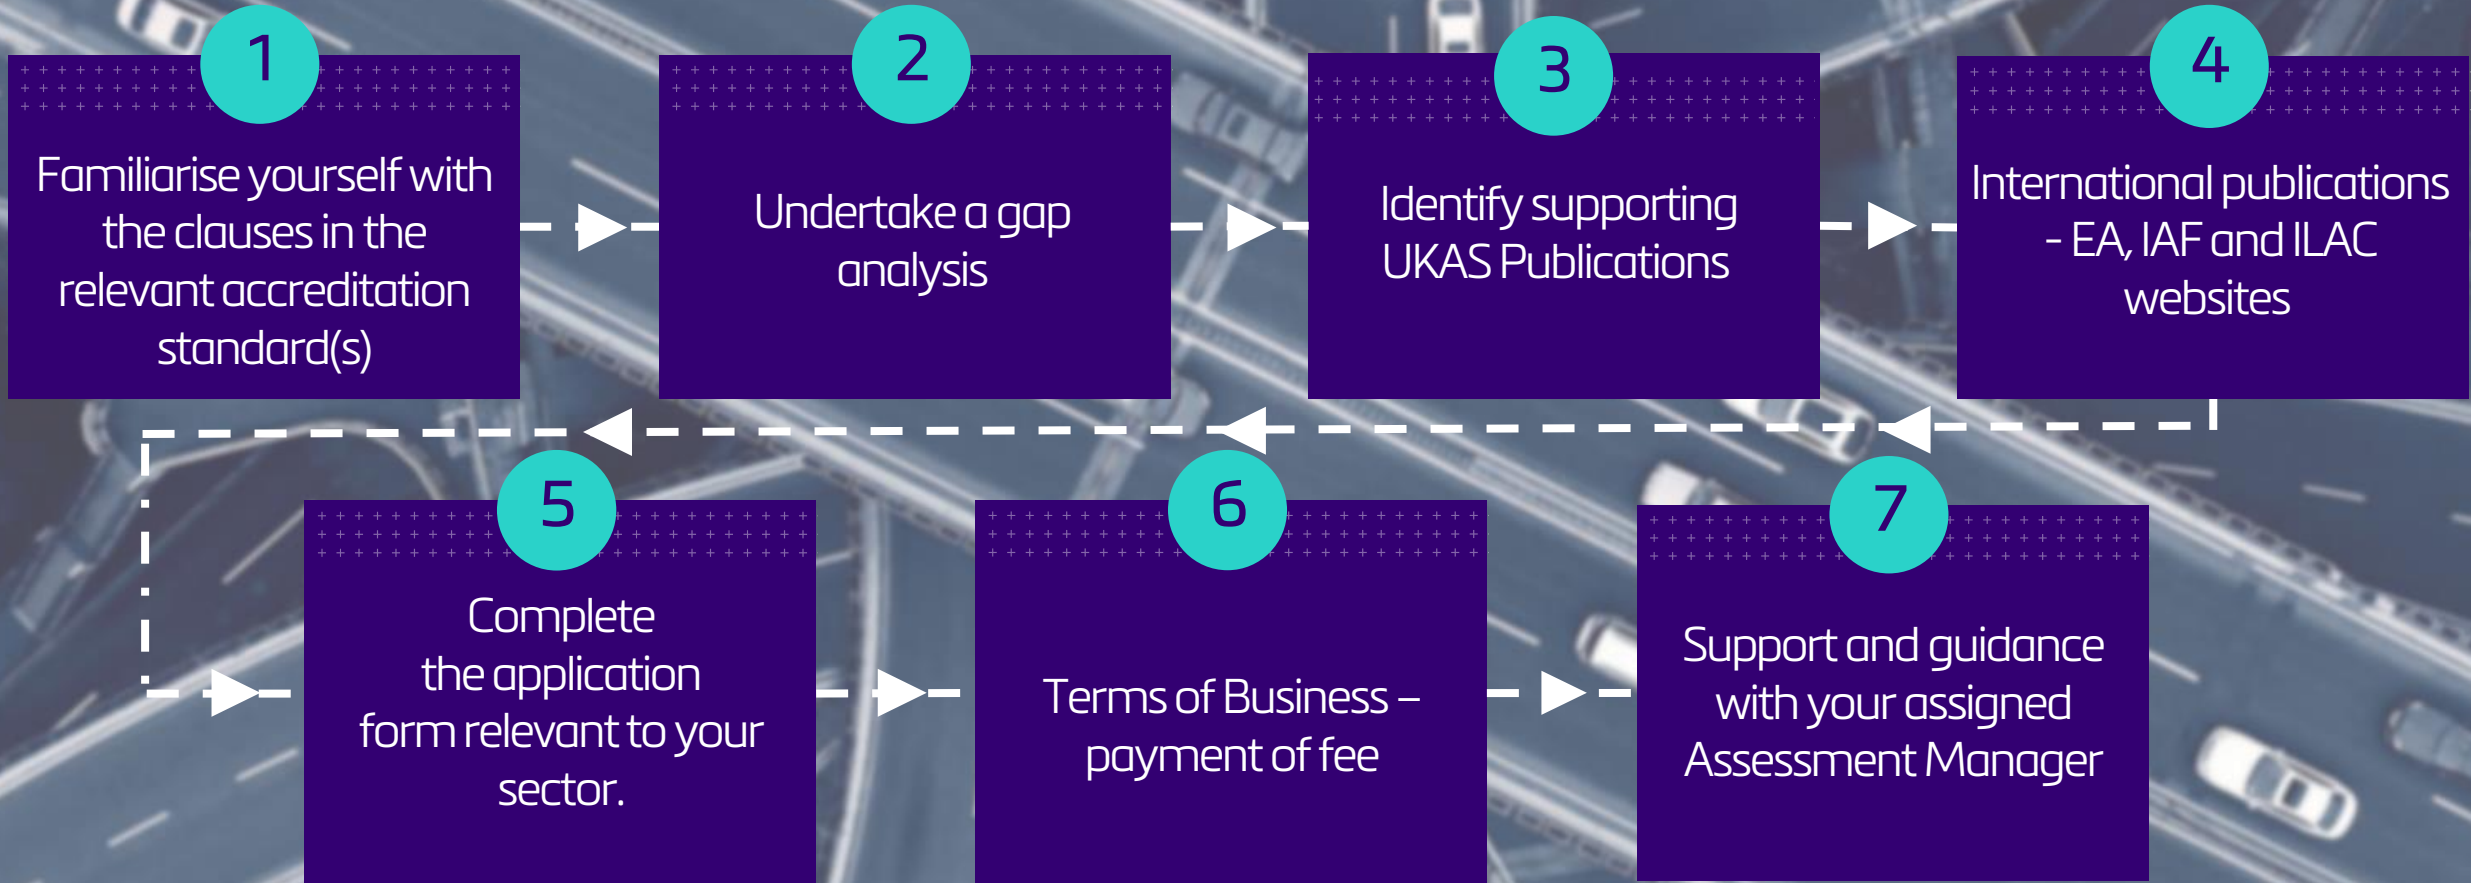 1
Familiarise yourself with
the clauses in the
relevant accreditation
standard(s)
2
Undertake a gap
analysis
3
Identify supporting
UKAS Publications
4
International publications
- EA, IAF and ILAC
websites
5
Complete
the application
form relevant to your
sector.
6
Terms of Business –
payment of fee
7
Support and guidance
with your assigned
Assessment Manager